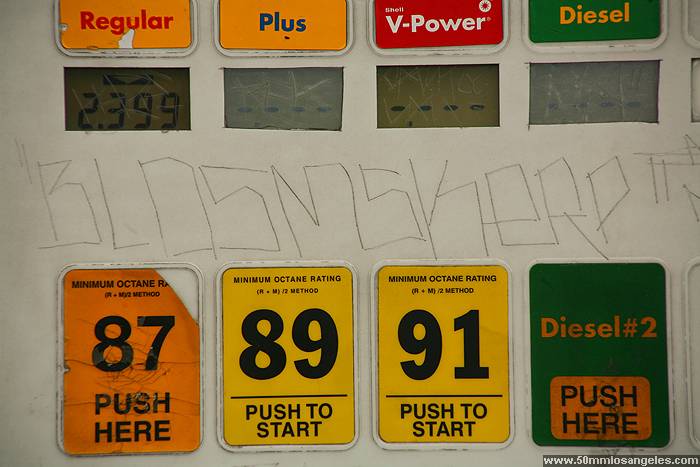 Regular
Plus
Shell
V-Power
Diesel
2.399
MINIMUM OCTANE RA
(R + M)/2 METHOD
87
PUSH
HERE
MINIMUM OCTANE RATING
(R + M) /2 METHOD
89
PUSH TO
START
MINIMUM OCTANE RATING
(R + M) /2 METHOD
91
PUSH TO
START
Diesel#2
PUSH
HERE
www.50mmlosangeles.com